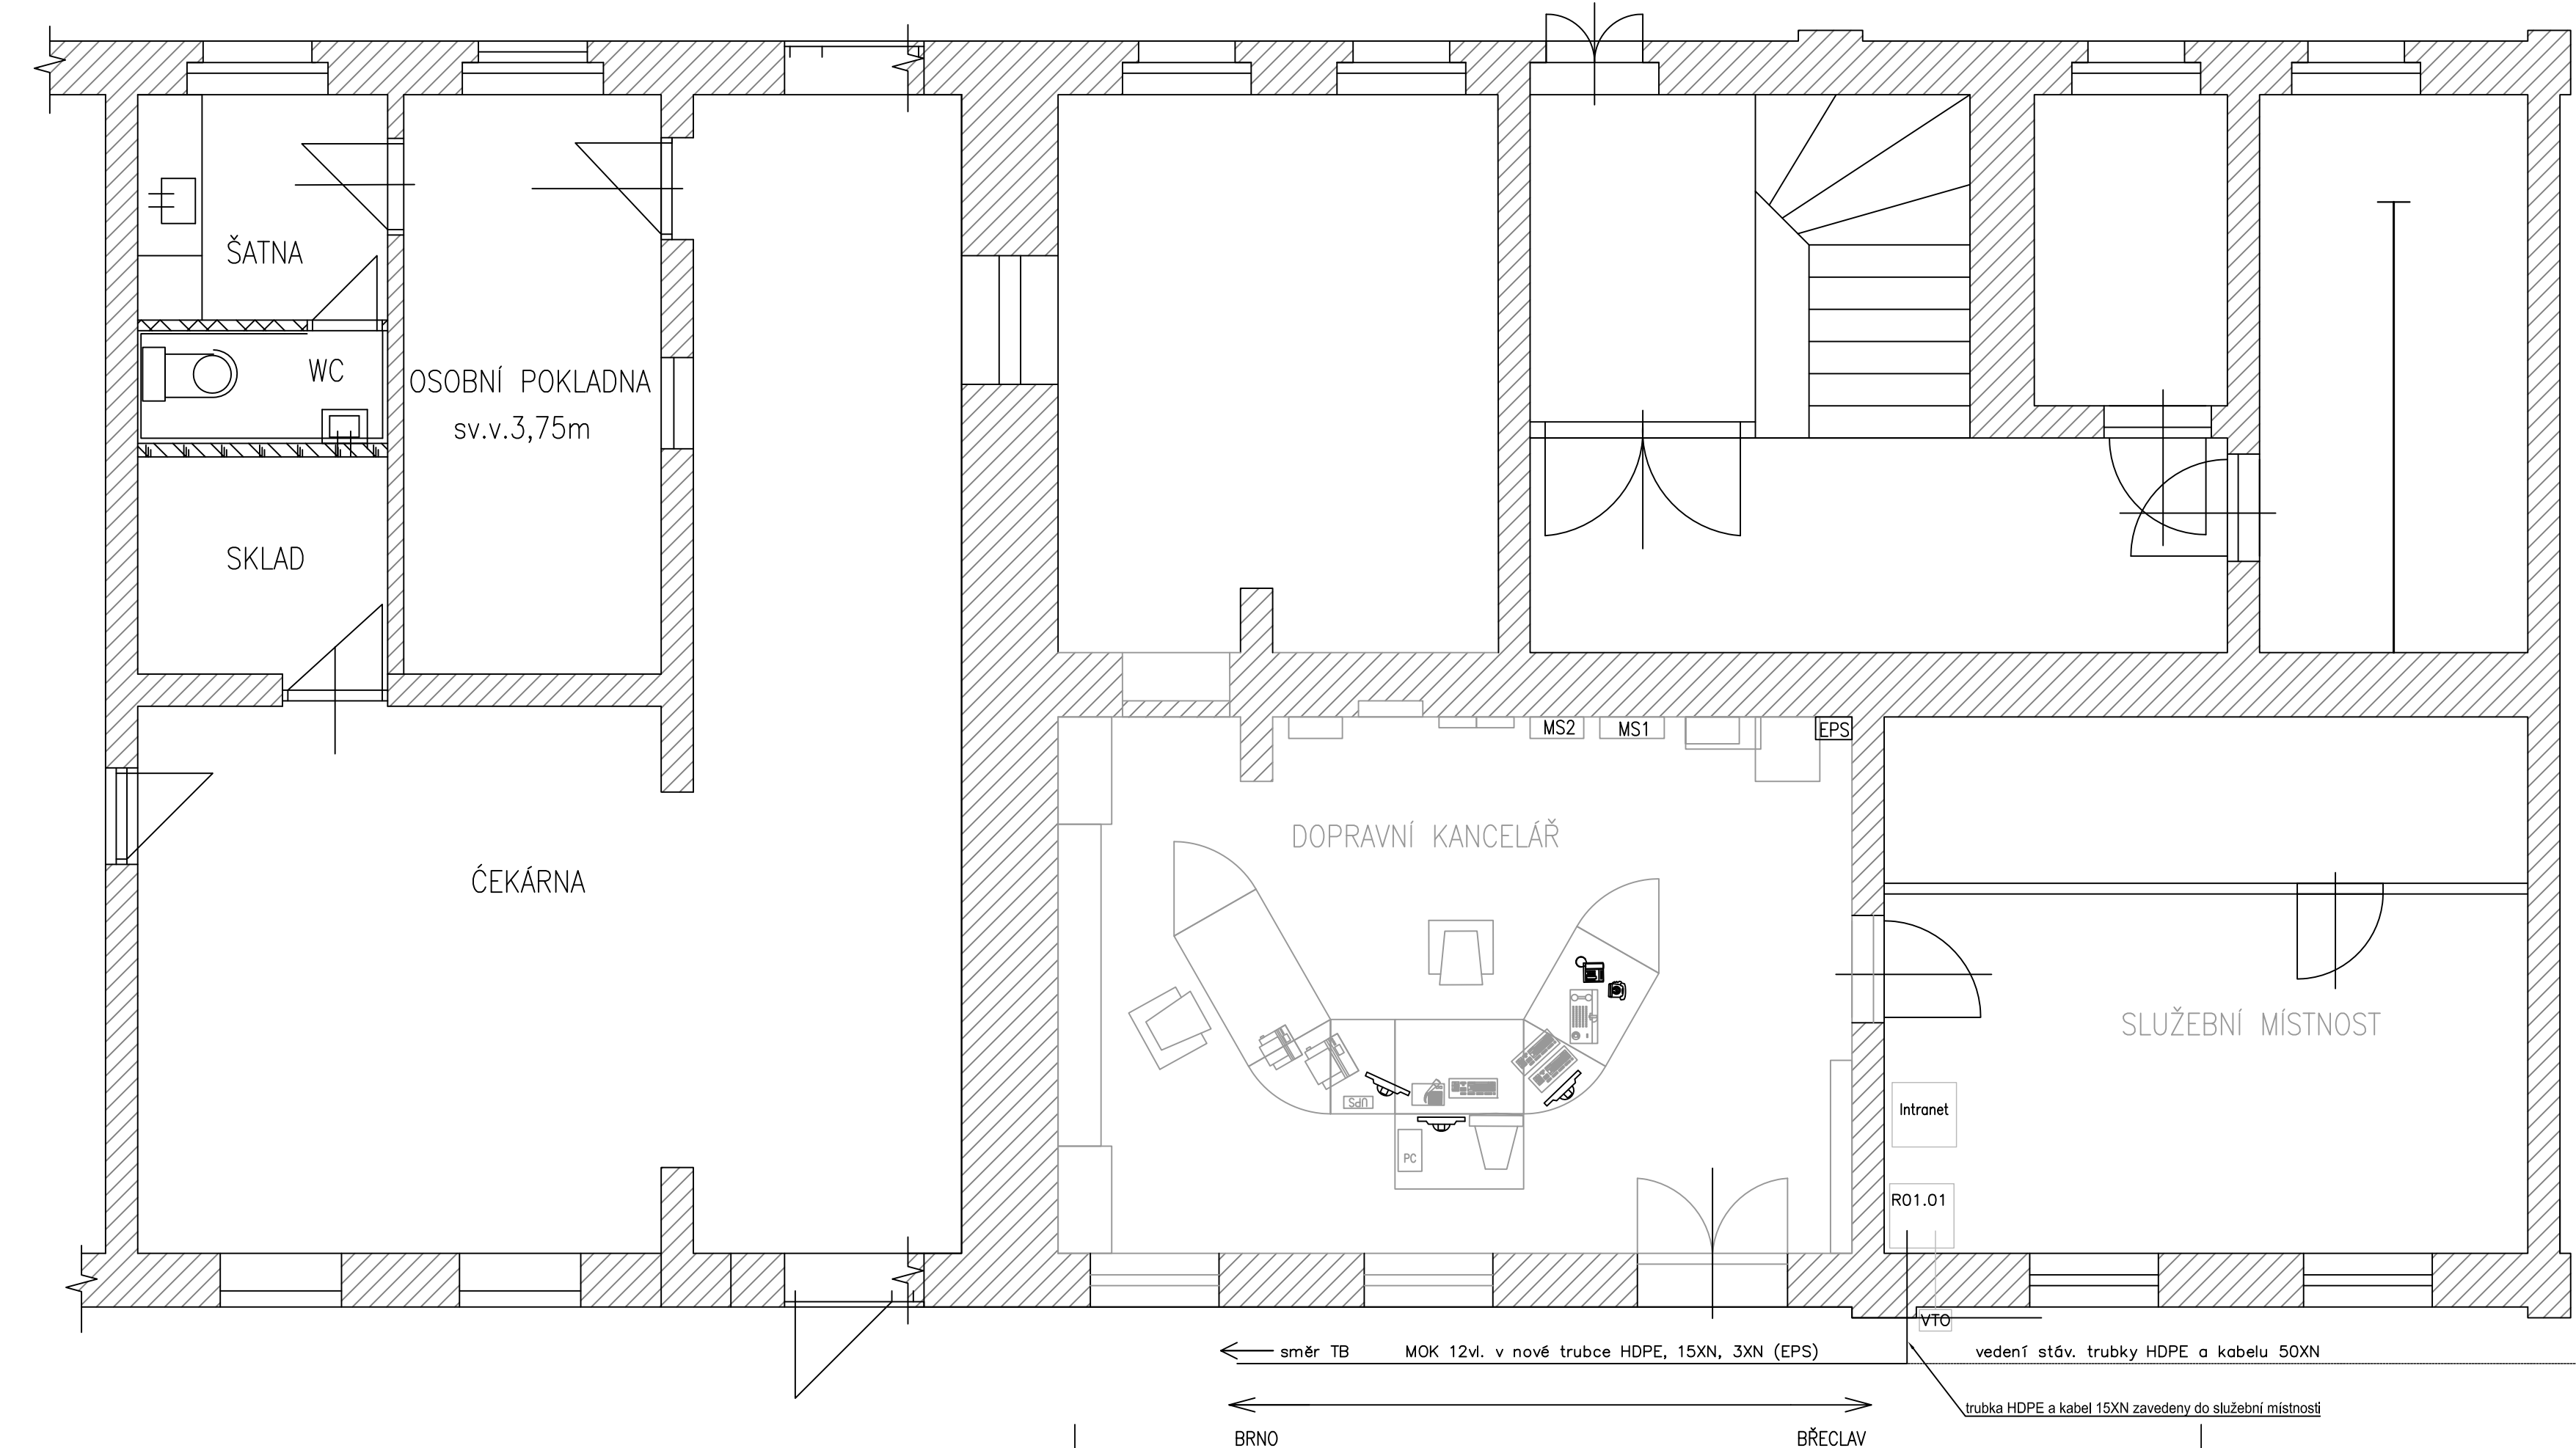 ŠATNA
WC
OSOBNÍ POKLADNA
sv.v.3,75m
SKLAD
ĆEKÁRNA
MS2
MS1
EPS
DOPRAVNÍ KANCELÁŘ
SLUŽEBNÍ MÍSTNOST
UPS
PC
Intranet
R01.01
VTO
směr TB
MOK 12vl. v nové trubce HDPE, 15XN, 3XN (EPS)
vedení stáv. trubky HDPE a kabelu 50XN
trubka HDPE a kabel 15XN zavedeny do služební místnosti
BRNO
BŘECLAV